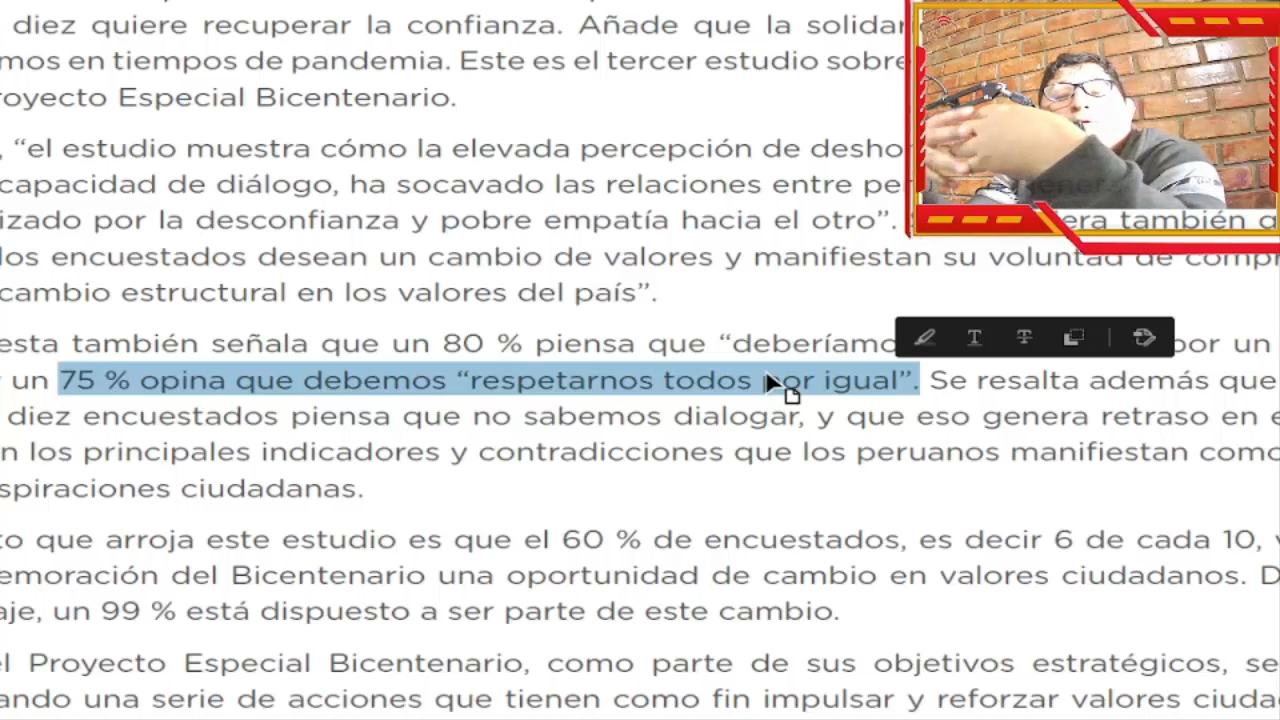 diez quiere recuperar la confianza. Añade que la
mos en tiempos de pandemia. Este es el tercer estudio sobre
royecto Especial Bicentenario.
, “el estudio muestra cómo la elevada percepción de
capacidad de diálogo, ha socavado las relaciones entre
izado por la desconfianza y pobre empatía hacia el otro”. era también
los encuestados desean un cambio de valores y manifiestan su voluntad de
cambio estructural en los valores del país”.
esta también señala que un 80 % piensa que “deberíamo por un
un 75 % opina que debemos “respetarnos todos por igual”. Se resalta además que
diez encuestados piensa que no sabemos dialogar, y que eso genera retraso en
n los principales indicadores y contradicciones que los peruanos manifiestan como
spiraciones ciudadanas.
to que arroja este estudio es que el 60 % de encuestados, es decir 6 de cada 10,
emoración del Bicentenario una oportunidad de cambio en valores ciudadanos.
aje, un 99 % está dispuesto a ser parte de este cambio.
el Proyecto Especial Bicentenario, como parte de sus objetivos estratégicos, se
ando una serie de acciones que tienen como fin impulsar y reforzar valores